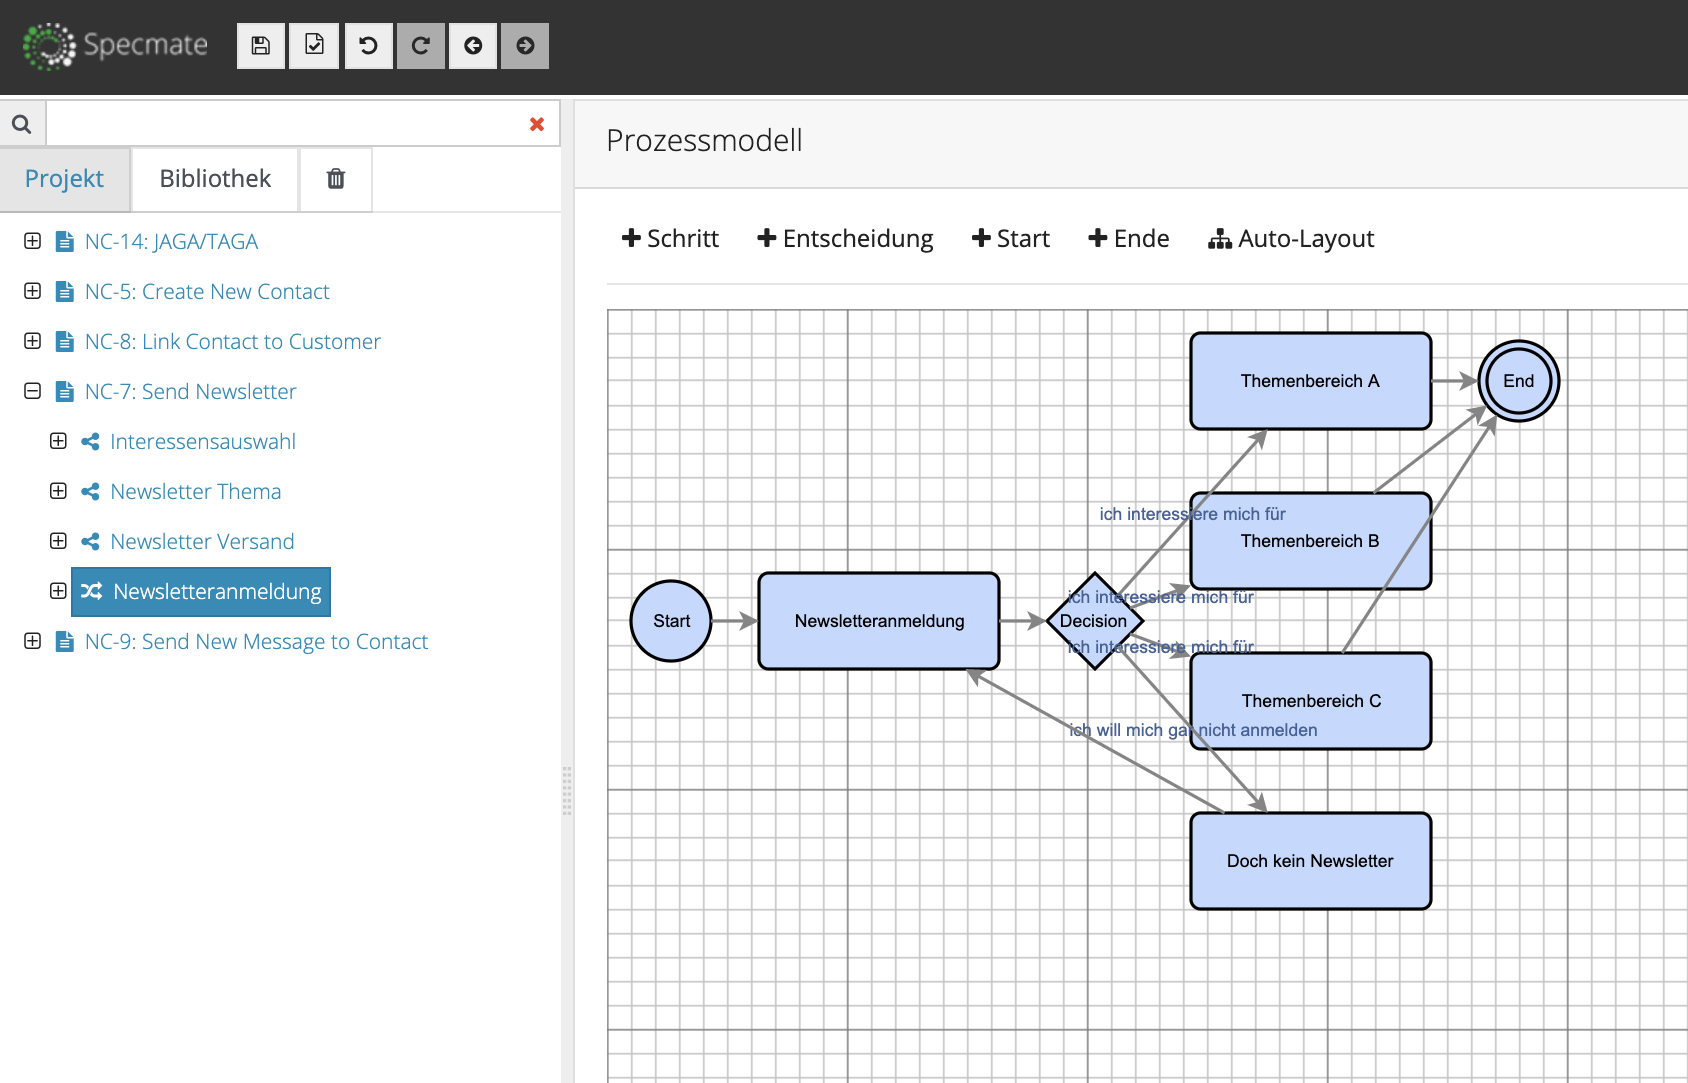 Specmate
Prozessmodell
Projekt
Bibliothek
NC-14: JAGA/TAGA
NC-5: Create New Contact
NC-8: Link Contact to Customer
NC-7: Send Newsletter
Interessensauswahl
Newsletter Thema
Newsletter Versand
Newsletteranmeldung
NC-9: Send New Message to Contact
Schritt
Entscheidung
Start
Ende
Auto-Layout
Themenbereich A
End
ich interessiere mich für
Themenbereich B
ich interessiere mich für
Start
Newsletteranmeldung
Decision
ich interessiere mich für
Themenbereich C
ich will mich gar nicht anmelden
Doch kein Newsletter